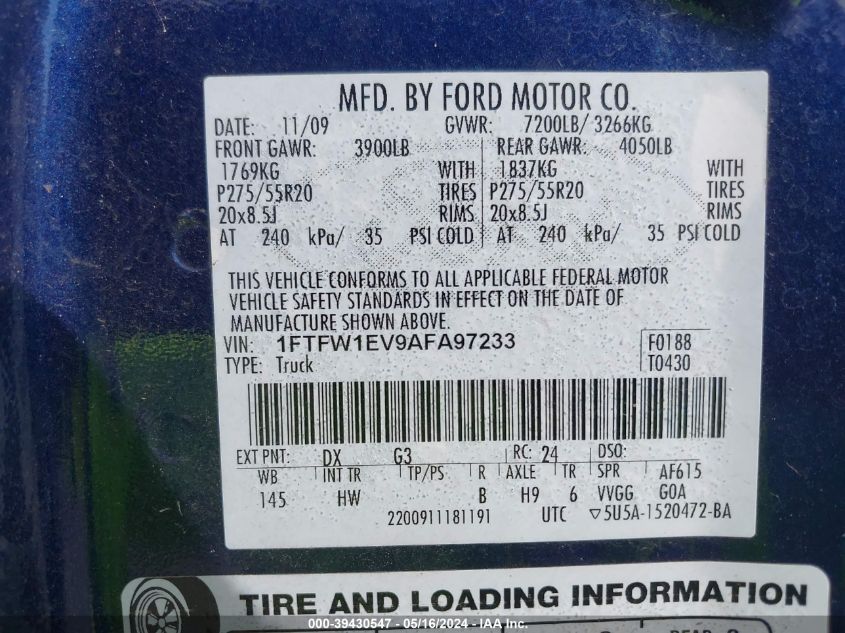 MFD. BY FORD MOTOR CO.
DATE: 11/09 GVWR: 7200LB/ 3266KG
FRONT GAWR: 3900LB REAR GAWR: 4050LB
1769KG WITH 1837KG WITH
P275/55R20 TIRES P275/55R20 TIRES
20x8.5J RIMS 20x8.5J RIMS
AT 240 kPa/ 35 PSI COLD AT 240 kPa/ 35 PSI COLD
THIS VEHICLE CONFORMS TO ALL APPLICABLE FEDERAL MOTOR
VEHICLE SAFETY STANDARDS IN EFFECT ON THE DATE OF
MANUFACTURE SHOWN ABOVE.
VIN: 1FTFW1EV9AFA97233 F0188
TYPE: Truck T0430
EXT PNT: DX G3 RC: 24 DSO:
WB INT TR TP/PS R AXLE TR SPR AF615
145 HW B H9 6 VVGG GOA
2200911181191 UTC ▽5U5A-1520472-BA
TIRE AND LOADING INFORMATION
000-39430547 - 05/16/2024 - IAA Inc.